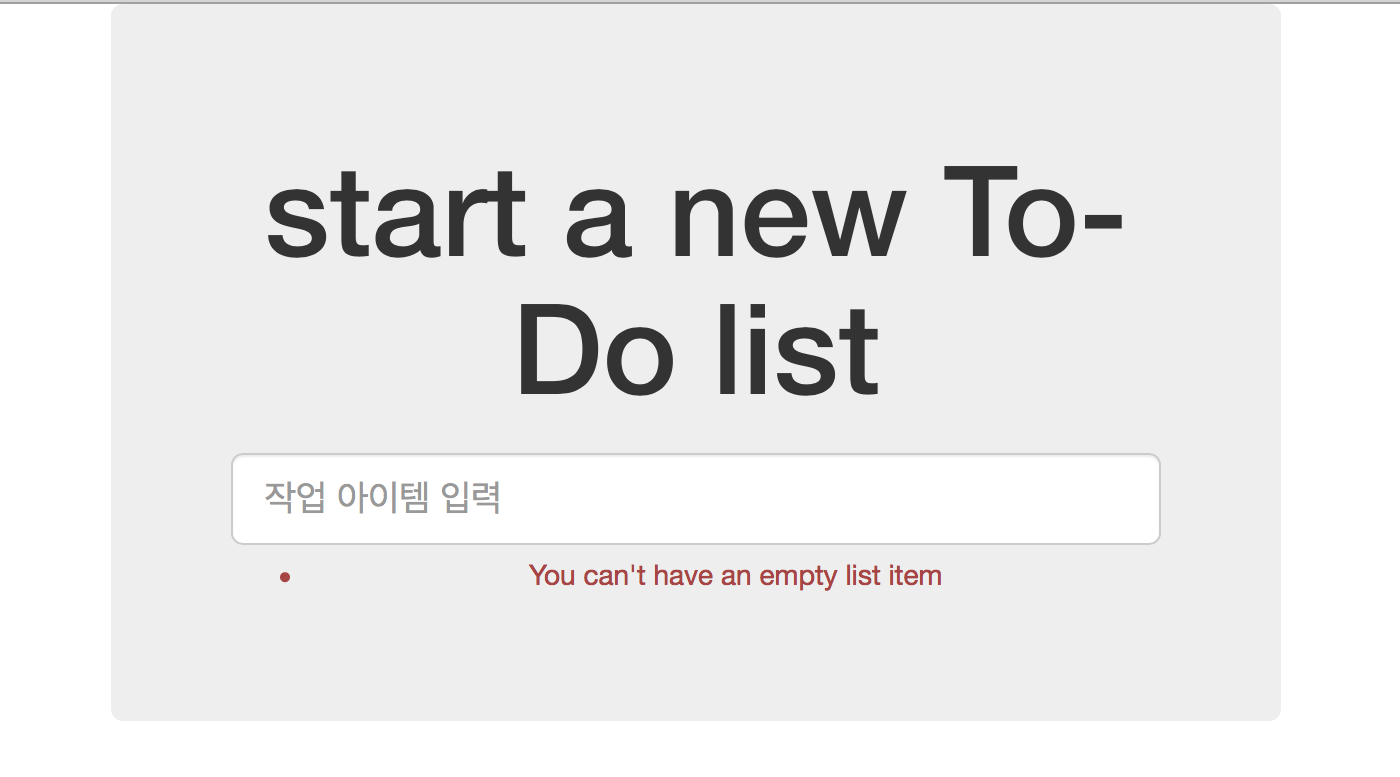 start a new To-
Do list
작업 아이템 입력
You can't have an empty list item